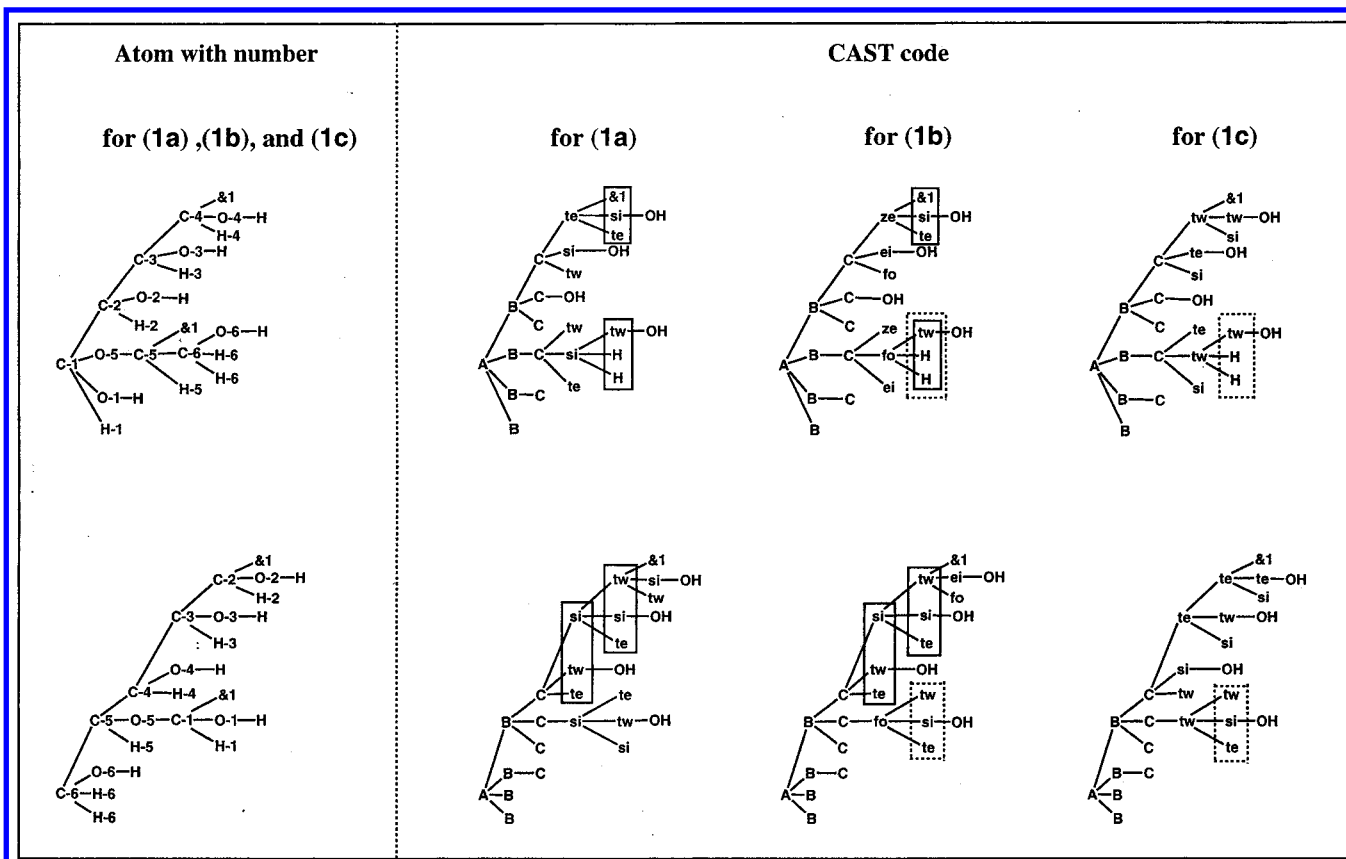 Atom with number
CAST code
for (1a) ,(1b), and (1c)
for (1a)
for (1b)
for (1c)
&1
C-4 O-4 H
H-4
O-3 H
C-3
H-3
O-2 H
C-2
H-2
&1
O-6 H
C-1 O-5 C-5 C-6 H-6
H-6
H-5
O-1 H
H-1
&1
te si OH
te
si OH
C
tw
C OH
B
C
tw
tw OH
A B C si H
H
te
B C
B
&1
ze si OH
te
ei OH
C
fo
C OH
B
C
ze
tw OH
A B C fo H
H
ei
B C
B
&1
tw tw OH
si
te OH
C
si
C OH
B
C
te
tw OH
A B C tw H
H
si
B C
B
&1
C-2 O-2 H
H-2
C-3 O-3 H
H-3
O-4 H
C-4 H-4
&1
C-5 O-5 C-1 O-1 H
H-5
H-1
O-6 H
C-6 H-6
H-6
&1
tw si OH
tw
si si OH
te
tw OH
C te
te
B C si tw OH
C
si
B C
A B
B
&1
tw ei OH
fo
si si OH
te
tw OH
C te
tw
B C fo si OH
C
te
B C
A B
B
&1
te te OH
si
te tw OH
si
si OH
C tw
tw
B C tw si OH
C
te
B C
A B
B